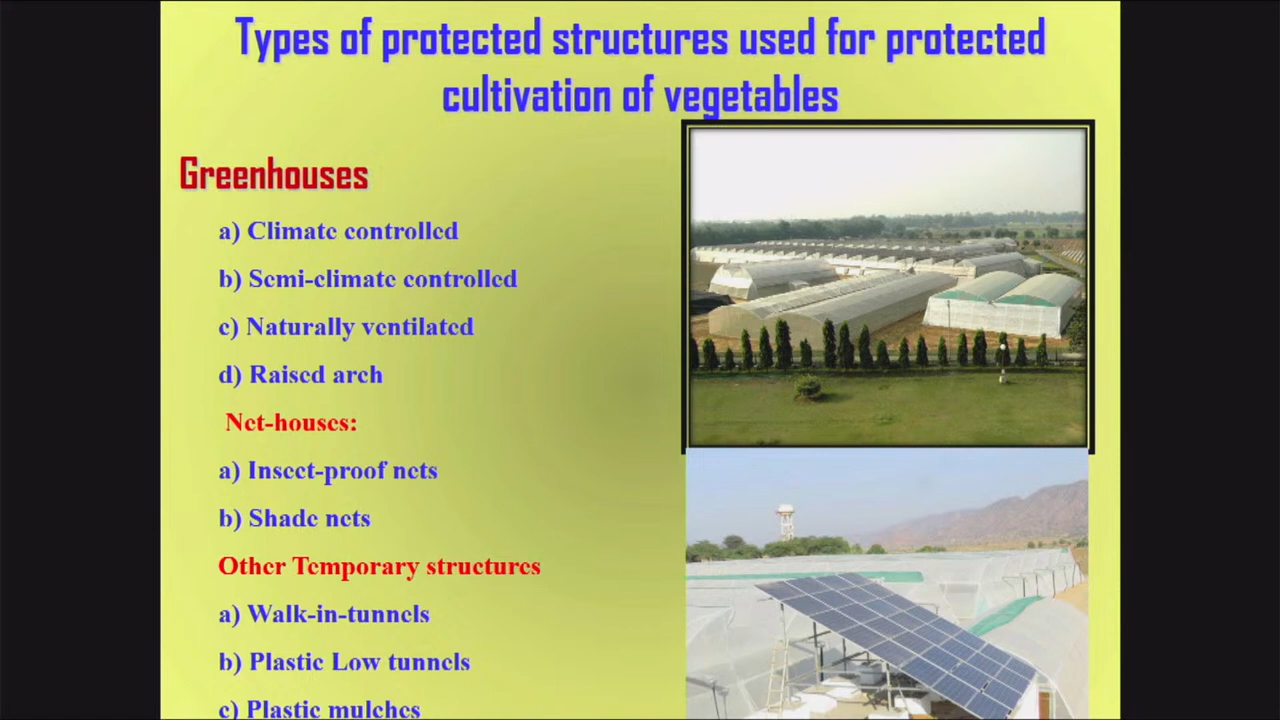 Types of protected structures used for protected
cultivation of vegetables
Greenhouses
a) Climate controlled
b) Semi-climate controlled
c) Naturally ventilated
d) Raised arch
Net-houses:
a) Insect-proof nets
b) Shade nets
Other Temporary structures
a) Walk-in-tunnels
b) Plastic Low tunnels
c) Plastic mulches